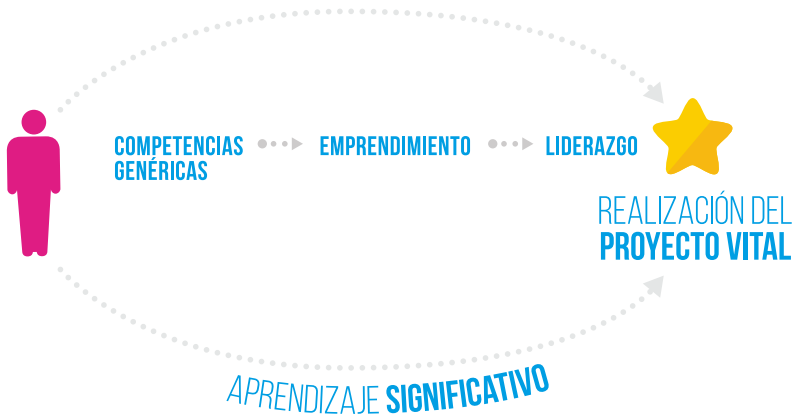 COMPETENCIAS
GENÉRICAS
EMPRENDIMIENTO
LIDERAZGO
REALIZACIÓN DEL
PROYECTO VITAL
APRENDIZAJE SIGNIFICATIVO